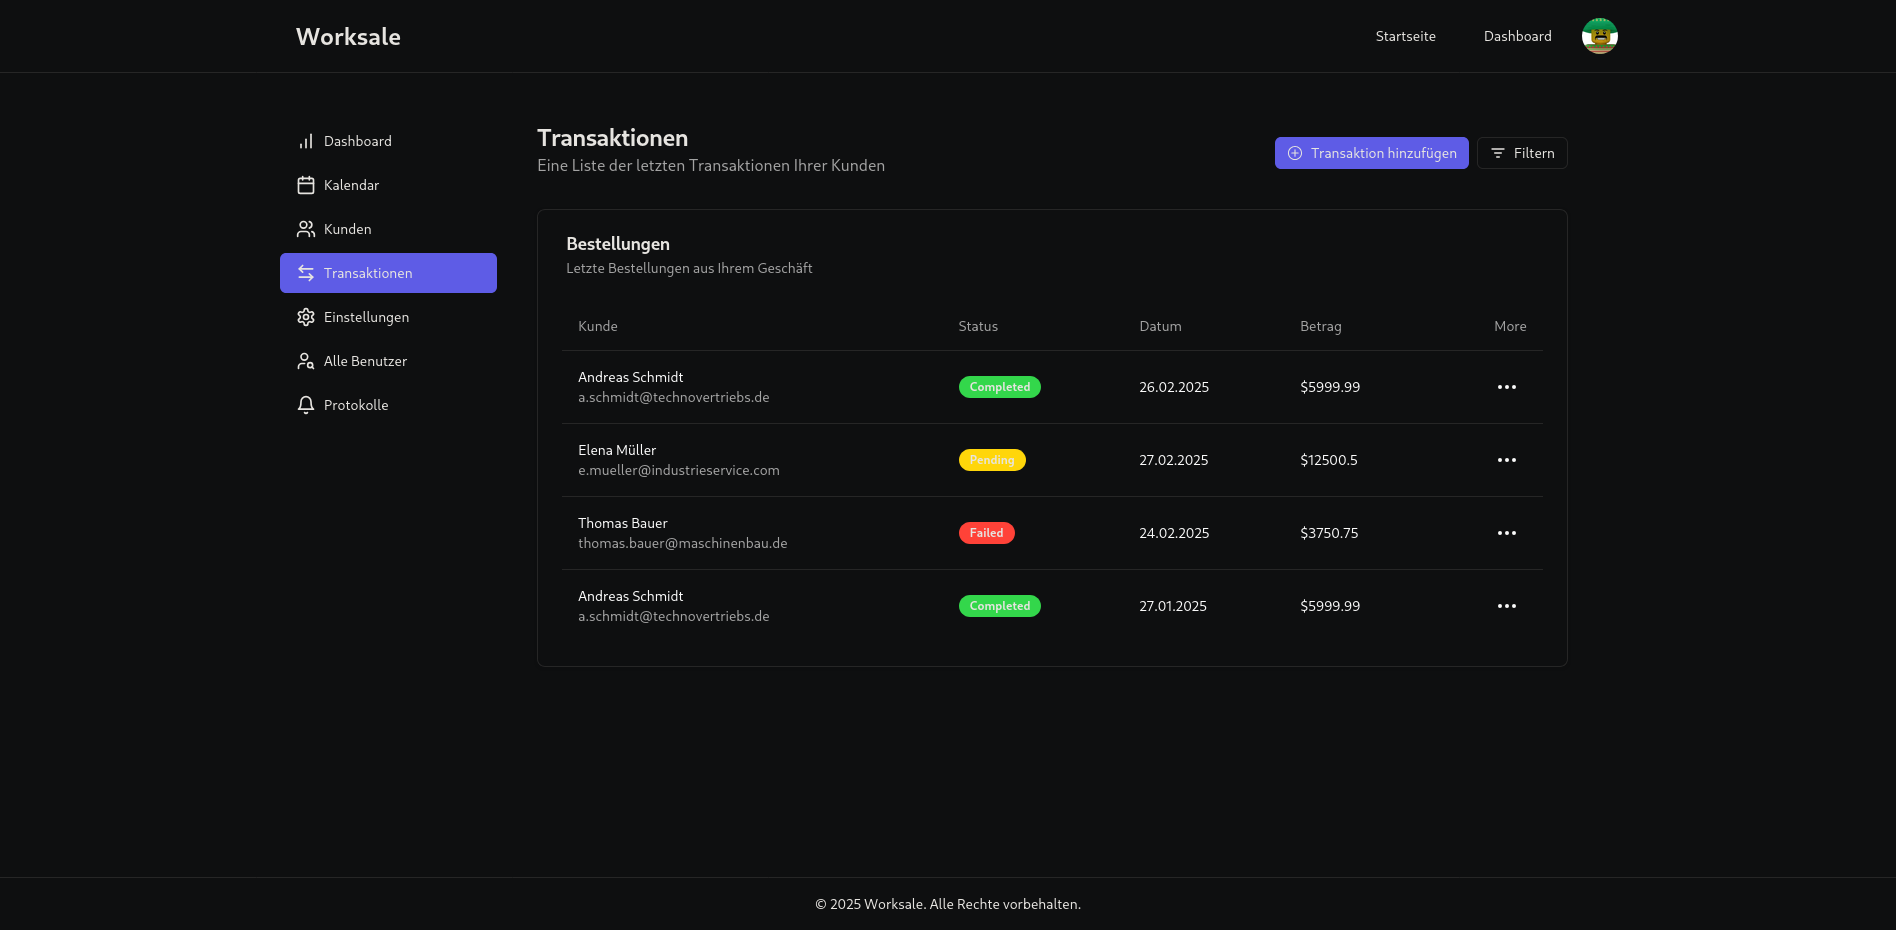 Worksale
Startseite
Dashboard
Dashboard
Kalendar
Kunden
Transaktionen
Einstellungen
Alle Benutzer
Protokolle
Transaktionen
Eine Liste der letzten Transaktionen Ihrer Kunden
Transaktion hinzufügen
Filtern
Bestellungen
Letzte Bestellungen aus Ihrem Geschäft
Kunde Status Datum Betrag More
Andreas Schmidt
a.schmidt@technovertriebs.de
Completed 26.02.2025 $5999.99
Elena Müller
e.mueller@industrieservice.com
Pending 27.02.2025 $12500.5
Thomas Bauer
thomas.bauer@maschinenbau.de
Failed 24.02.2025 $3750.75
Andreas Schmidt
a.schmidt@technovertriebs.de
Completed 27.01.2025 $5999.99
© 2025 Worksale. Alle Rechte vorbehalten.